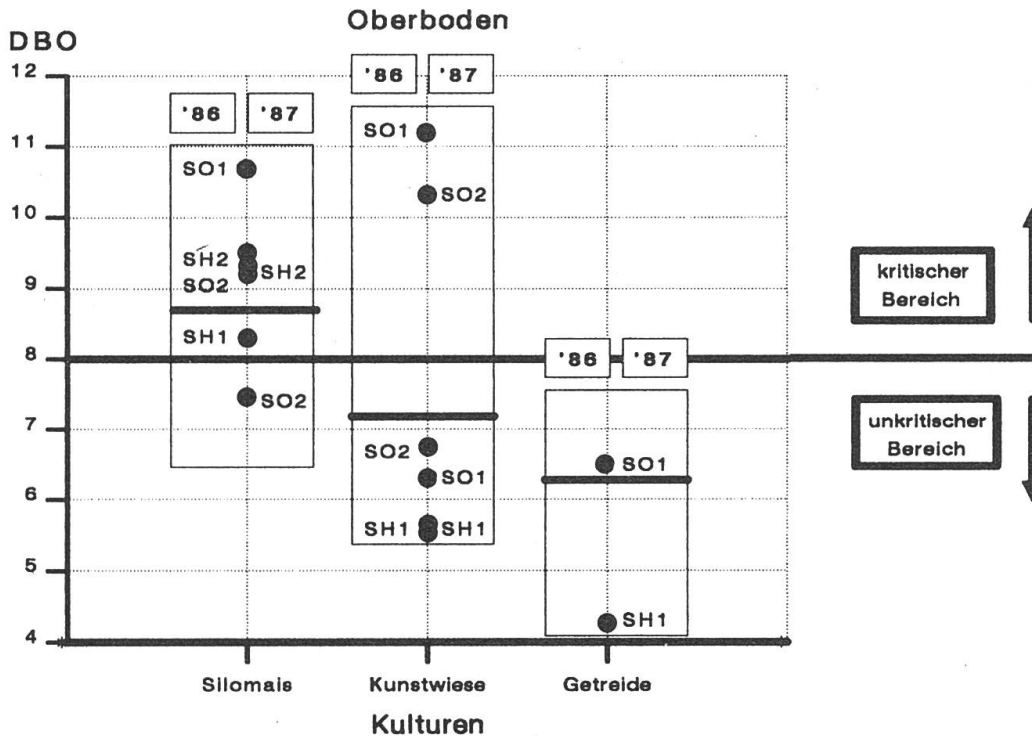 Oberboden
DBO
12
11
10
9
8
7
6
5
4
'86 '87
SO1
SH2
SH2
SO2
SH1
SO2
'86 '87
SO1
SO2
SO2
SO1
SH1 SH1
'86 '87
SO1
SH1
kritischer
Bereich
unkritischer
Bereich
Silomais Kunstwiese Getreide
Kulturen